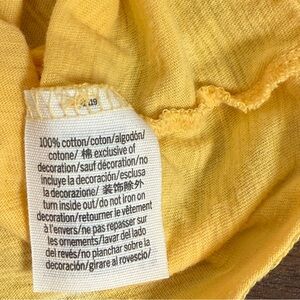 100% cotton/coton/algodón/
cotone/ 棉 exclusive of
decoration/sauf décoration/no
incluye la decoración/esclusa
la decorazione/ 装饰除外
turn inside out/do not iron on
decoration/retourner le vêtement
à l'envers/ne pas repasser sur
les ornements/lavar del lado
del revés/no planchar sobre la
decoración/girare al rovescio/